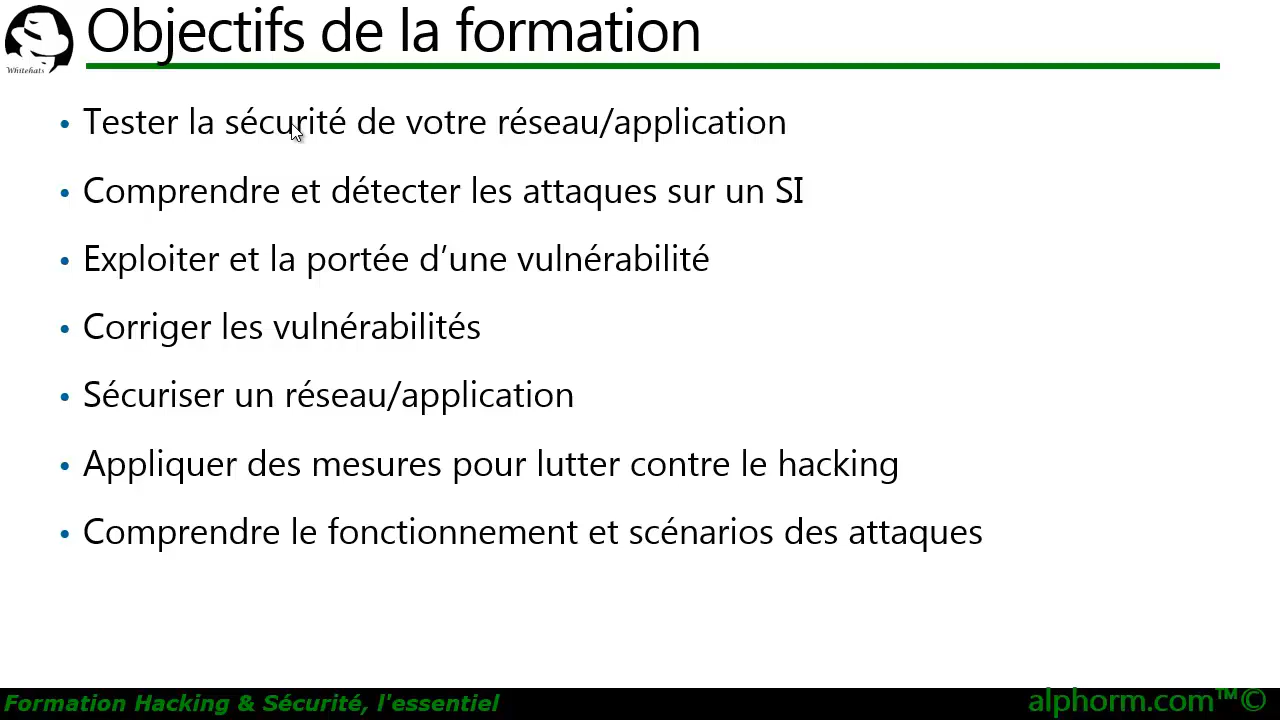 Whitehats
Objectifs de la formation
• Tester la sécurité de votre réseau/application
• Comprendre et détecter les attaques sur un SI
• Exploiter et la portée d’une vulnérabilité
• Corriger les vulnérabilités
• Sécuriser un réseau/application
• Appliquer des mesures pour lutter contre le hacking
• Comprendre le fonctionnement et scénarios des attaques
Formation Hacking & Sécurité, l'essentiel
alphorm.com™©